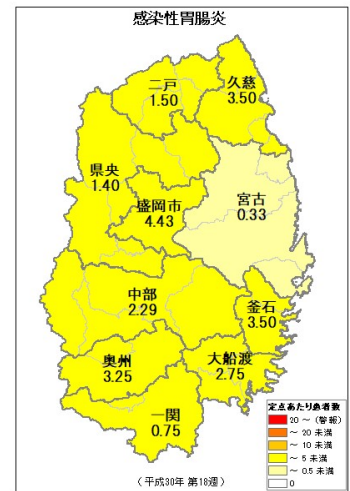 感染性胃腸炎
二戸
1.50
久慈
3.50
県央
1.40
盛岡市
4.43
宮古
0.33
中部
2.29
釜石
3.50
奥州
3.25
大船渡
2.75
一関
0.75
定点あたり患者数
20 ～ (警報)
～ 20 未満
～ 10 未満
～ 5 未満
～ 0.5 未満
0
(平成30年 第18週)